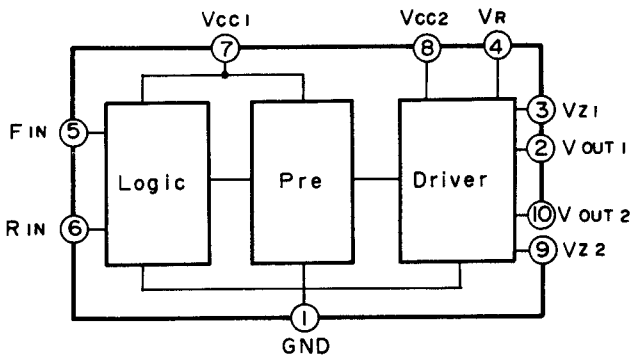 VCC1 VCC2 VR
7 8 4
3 VZ1
5 FIN
2 VOUT1
Logic Pre Driver
10 VOUT2
6 RIN
9 VZ2
1
GND